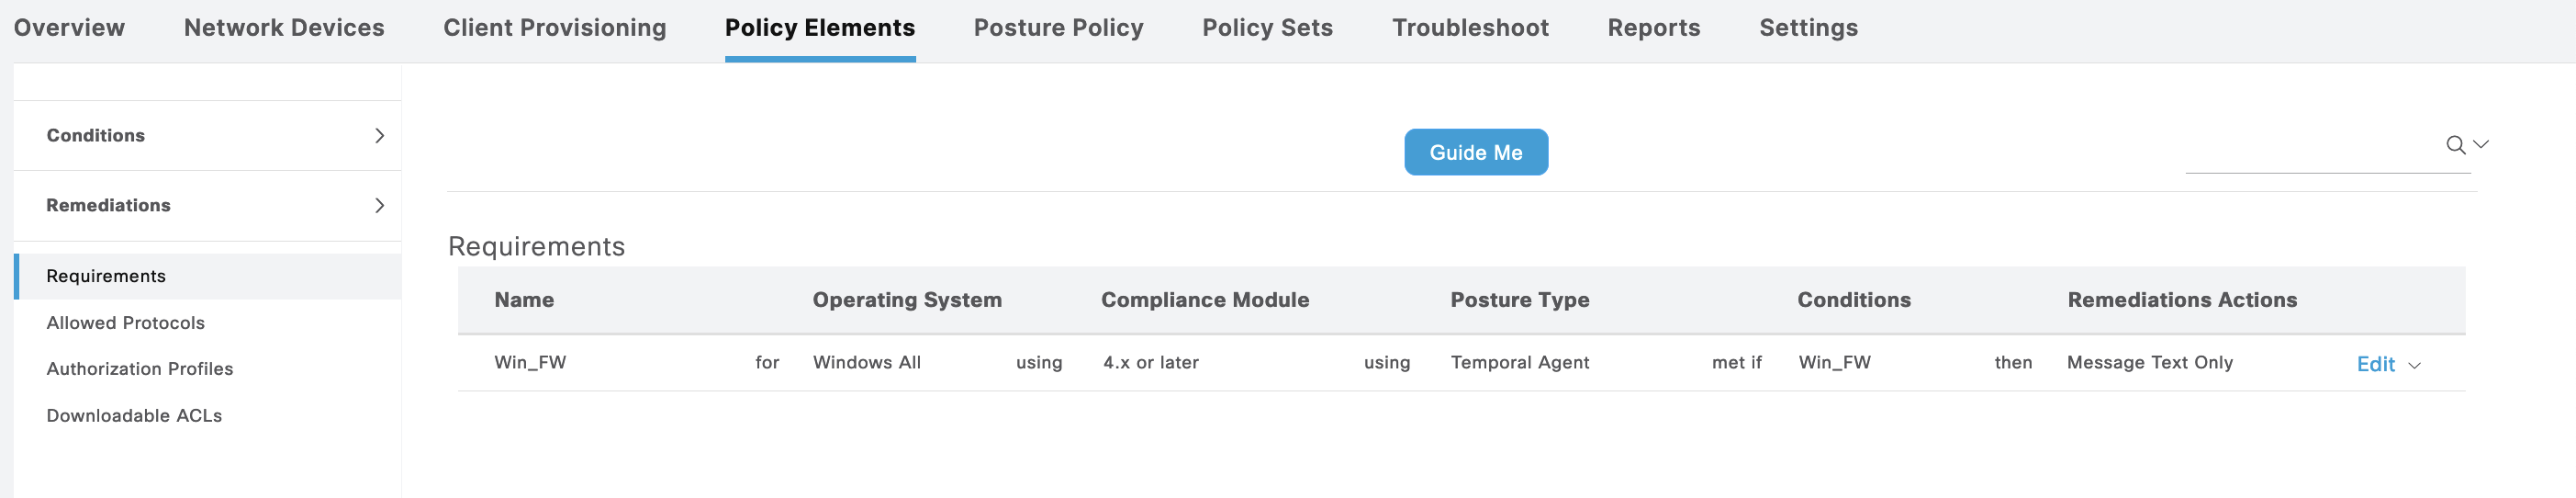 Overview Network Devices Client Provisioning Policy Elements Posture Policy Policy Sets Troubleshoot Reports Settings
Conditions
Remediations
Requirements
Allowed Protocols
Authorization Profiles
Downloadable ACLs
Guide Me
Requirements
Name Operating System Compliance Module Posture Type Conditions Remediations Actions
Win_FW for Windows All using 4.x or later using Temporal Agent met if Win_FW then Message Text Only Edit